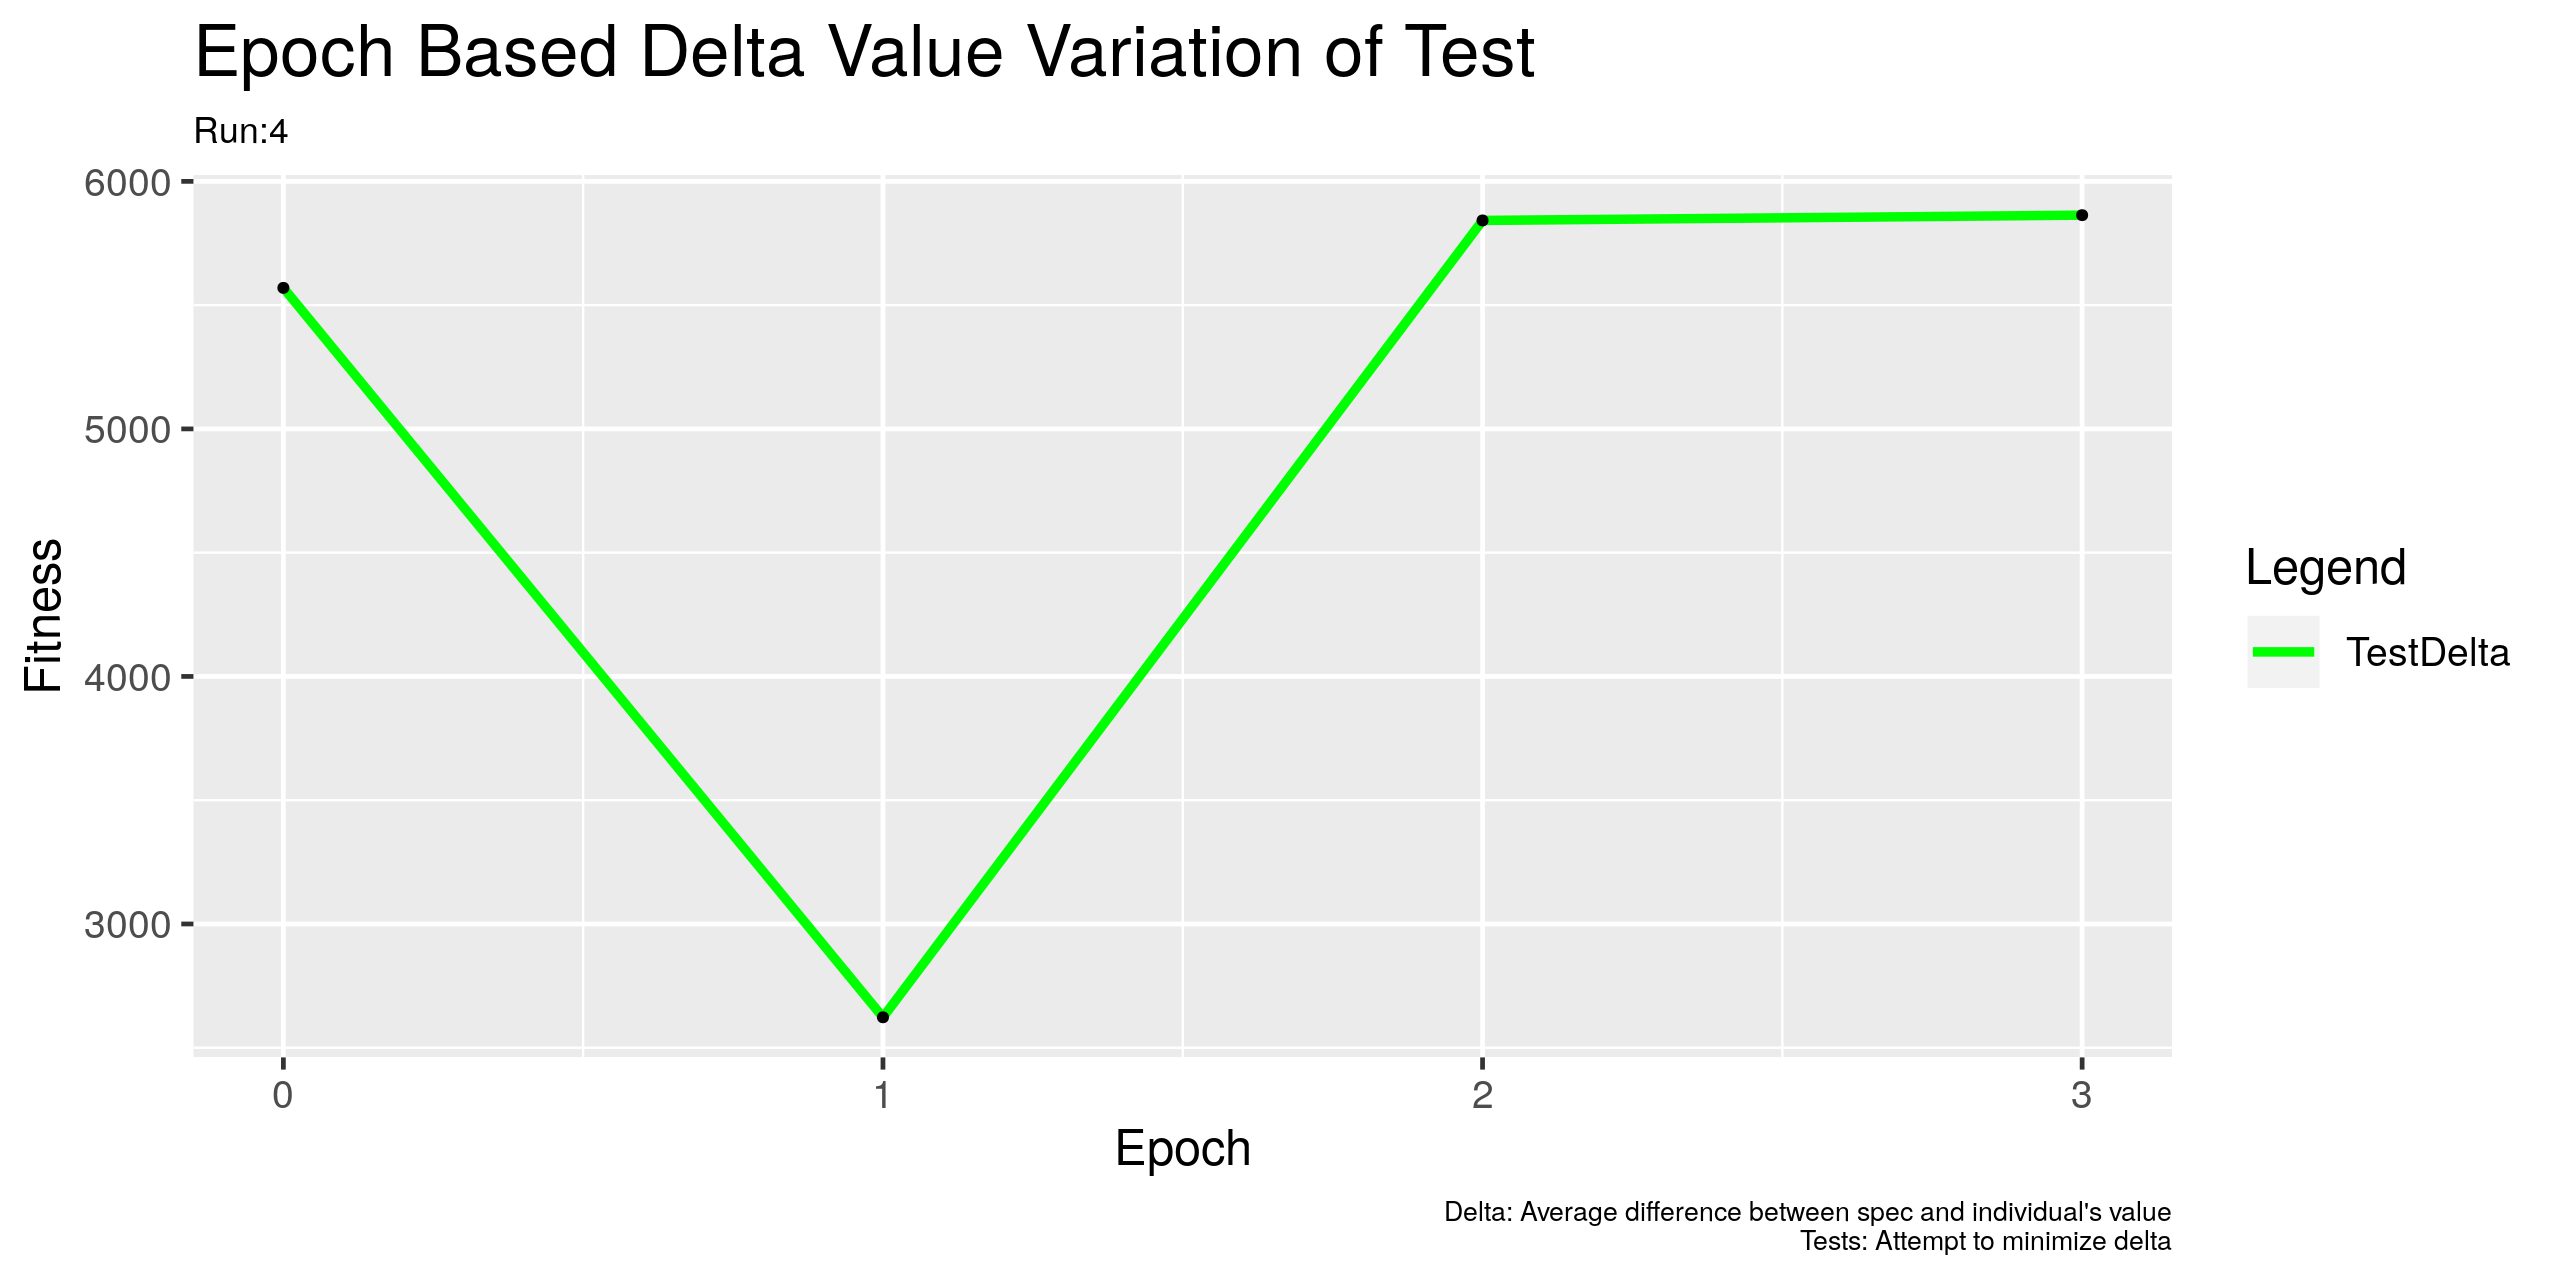 Epoch Based Delta Value Variation of Test
Run:4
6000
5000
4000
3000
Fitness
0 1 2 3
Epoch
Legend
TestDelta
Delta: Average difference between spec and individual's value
Tests: Attempt to minimize delta